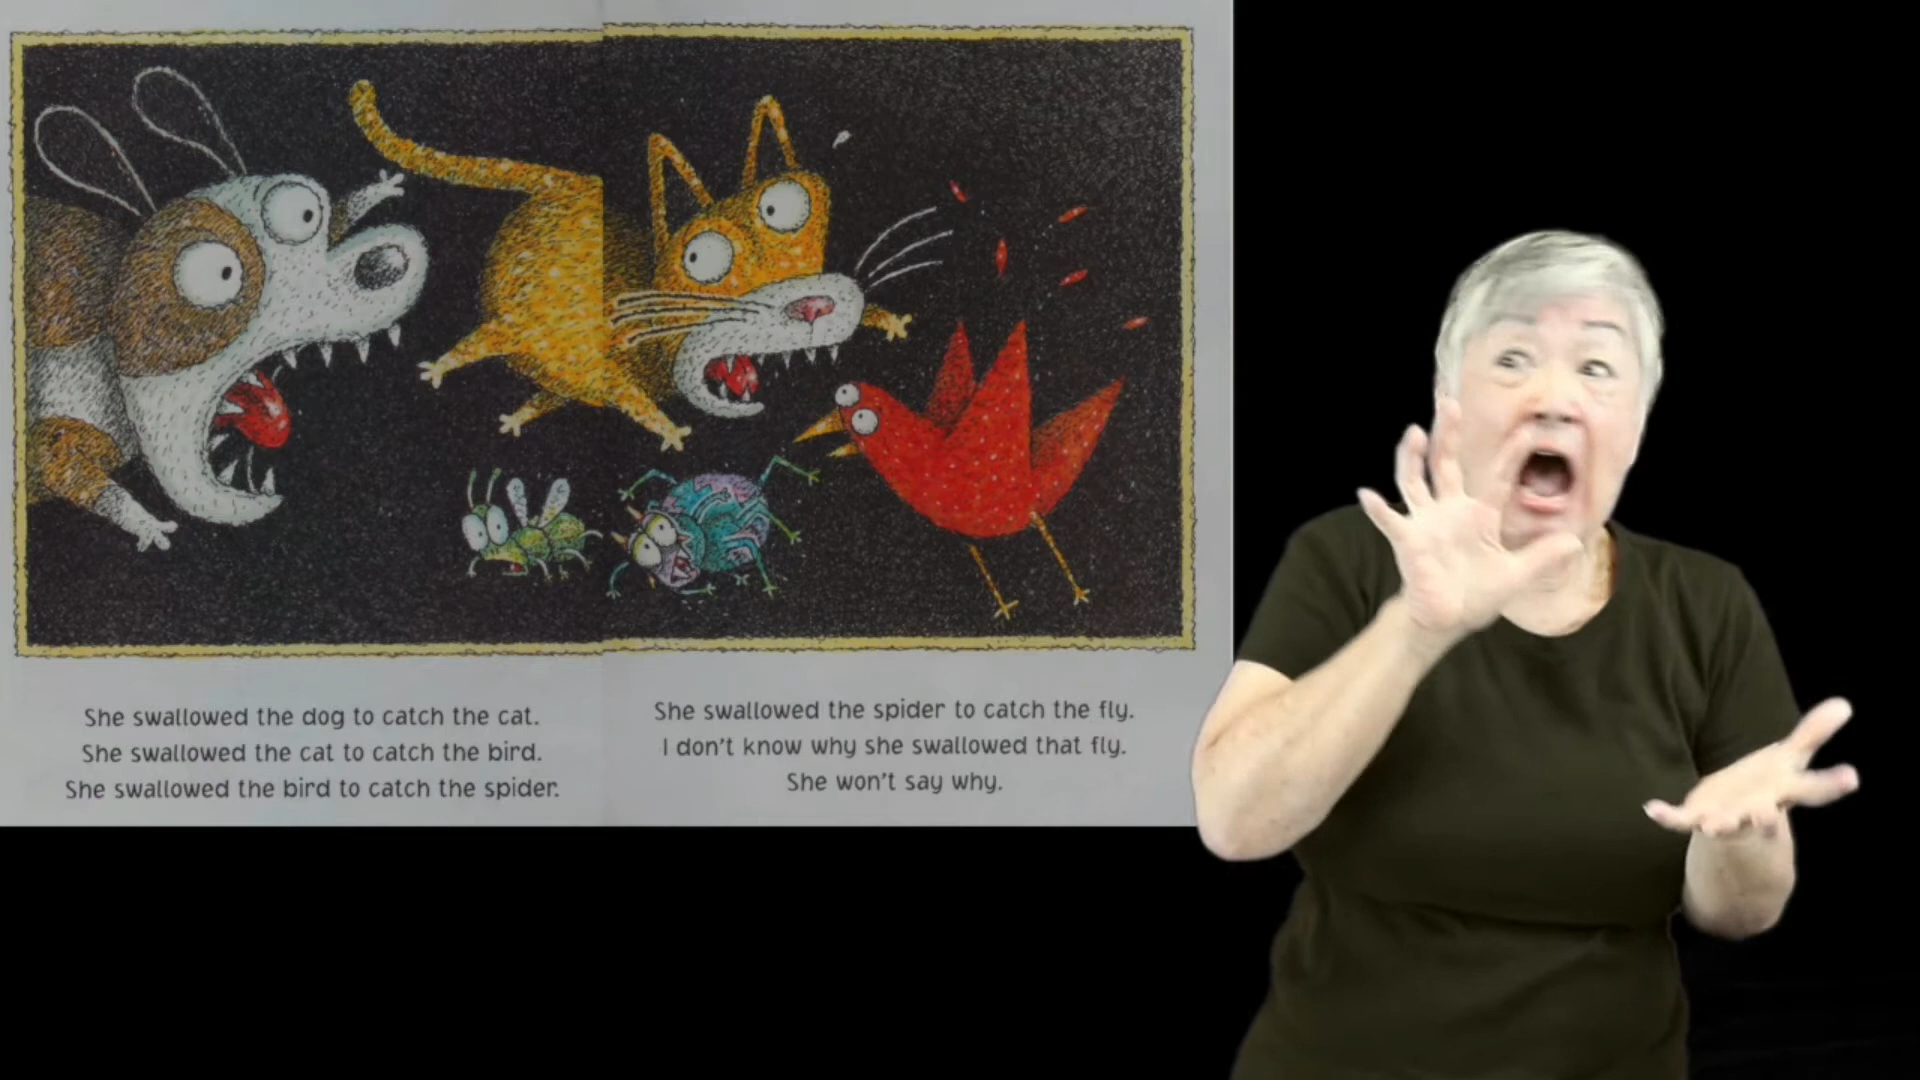 She swallowed the dog to catch the cat.
She swallowed the cat to catch the bird.
She swallowed the bird to catch the spider.
She swallowed the spider to catch the fly.
I don't know why she swallowed that fly.
She won't say why.